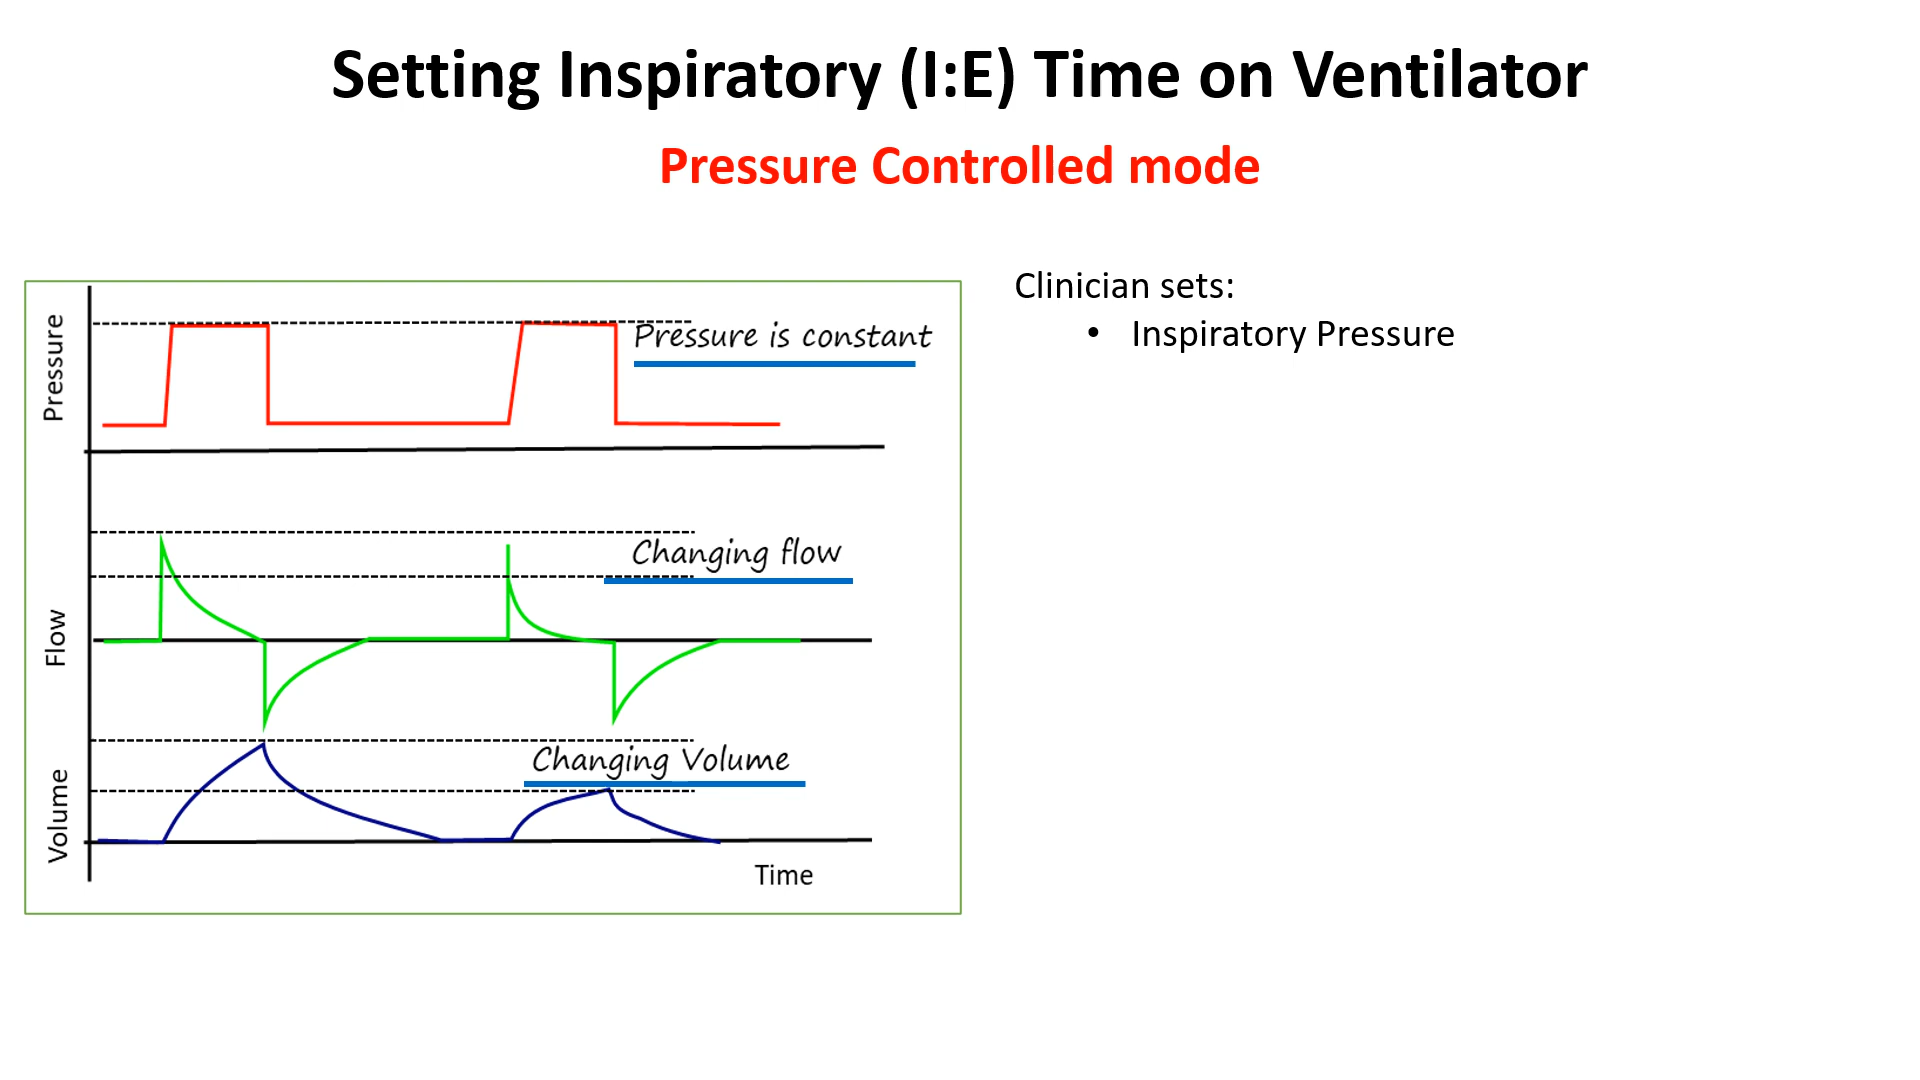 Setting Inspiratory (I:E) Time on Ventilator
Pressure Controlled mode
Clinician sets:
• Inspiratory Pressure
Pressure
Pressure is constant
Flow
Changing flow
Volume
Changing Volume
Time